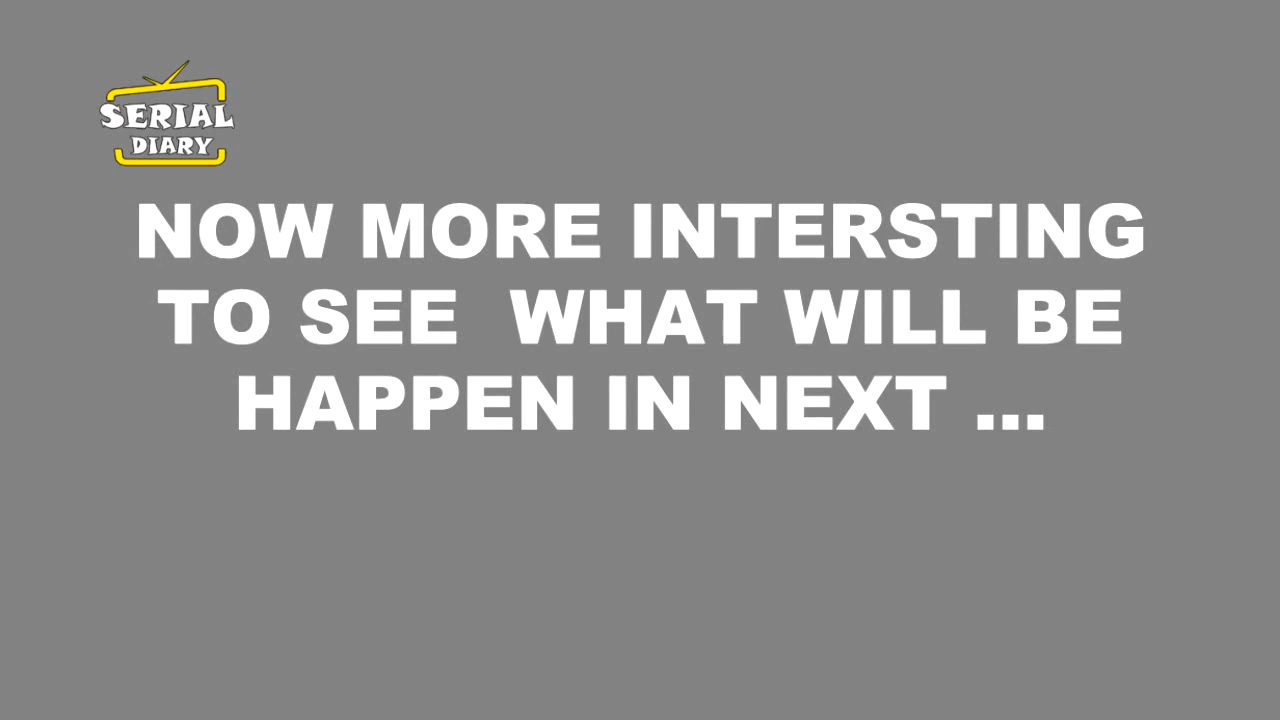 SERIAL
DIARY
NOW MORE INTERSTING
TO SEE  WHAT WILL BE
HAPPEN IN NEXT ...